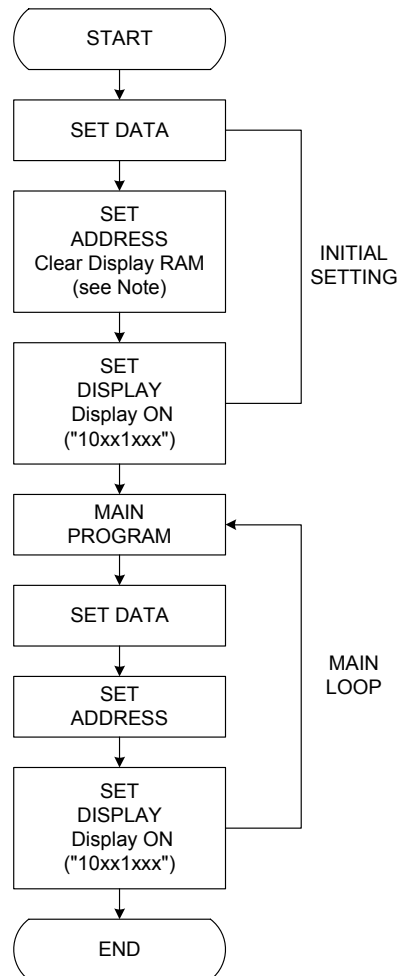 START
SET DATA
SET
ADDRESS
Clear Display RAM
(see Note)
INITIAL
SETTING
SET
DISPLAY
Display ON
("10xx1xxx")
MAIN
PROGRAM
SET DATA
MAIN
LOOP
SET
ADDRESS
SET
DISPLAY
Display ON
("10xx1xxx")
END